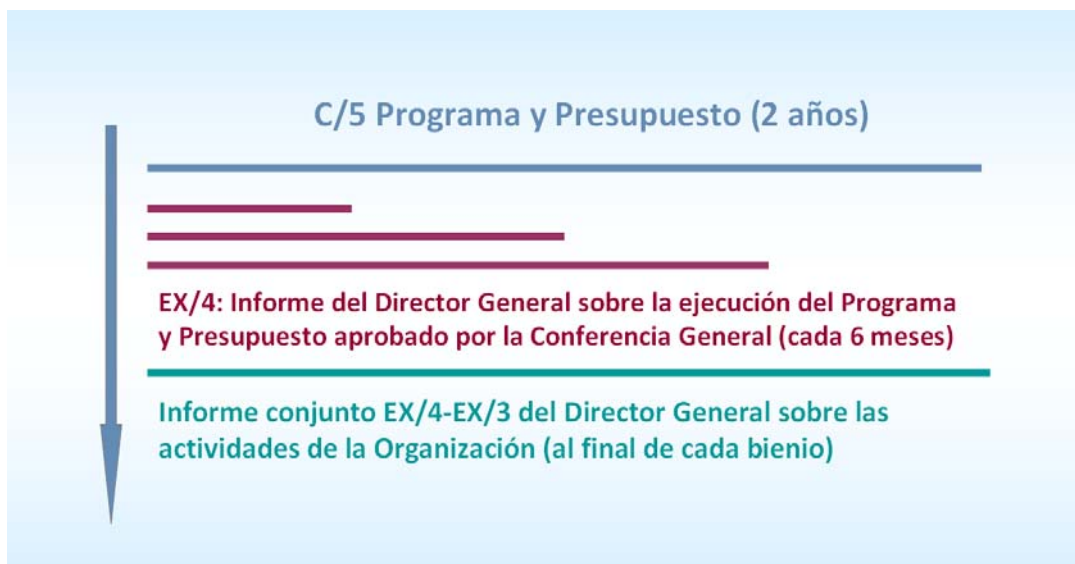 C/5 Programa y Presupuesto (2 años)
EX/4: Informe del Director General sobre la ejecución del Programa
y Presupuesto aprobado por la Conferencia General (cada 6 meses)
Informe conjunto EX/4-EX/3 del Director General sobre las
actividades de la Organización (al final de cada bienio)